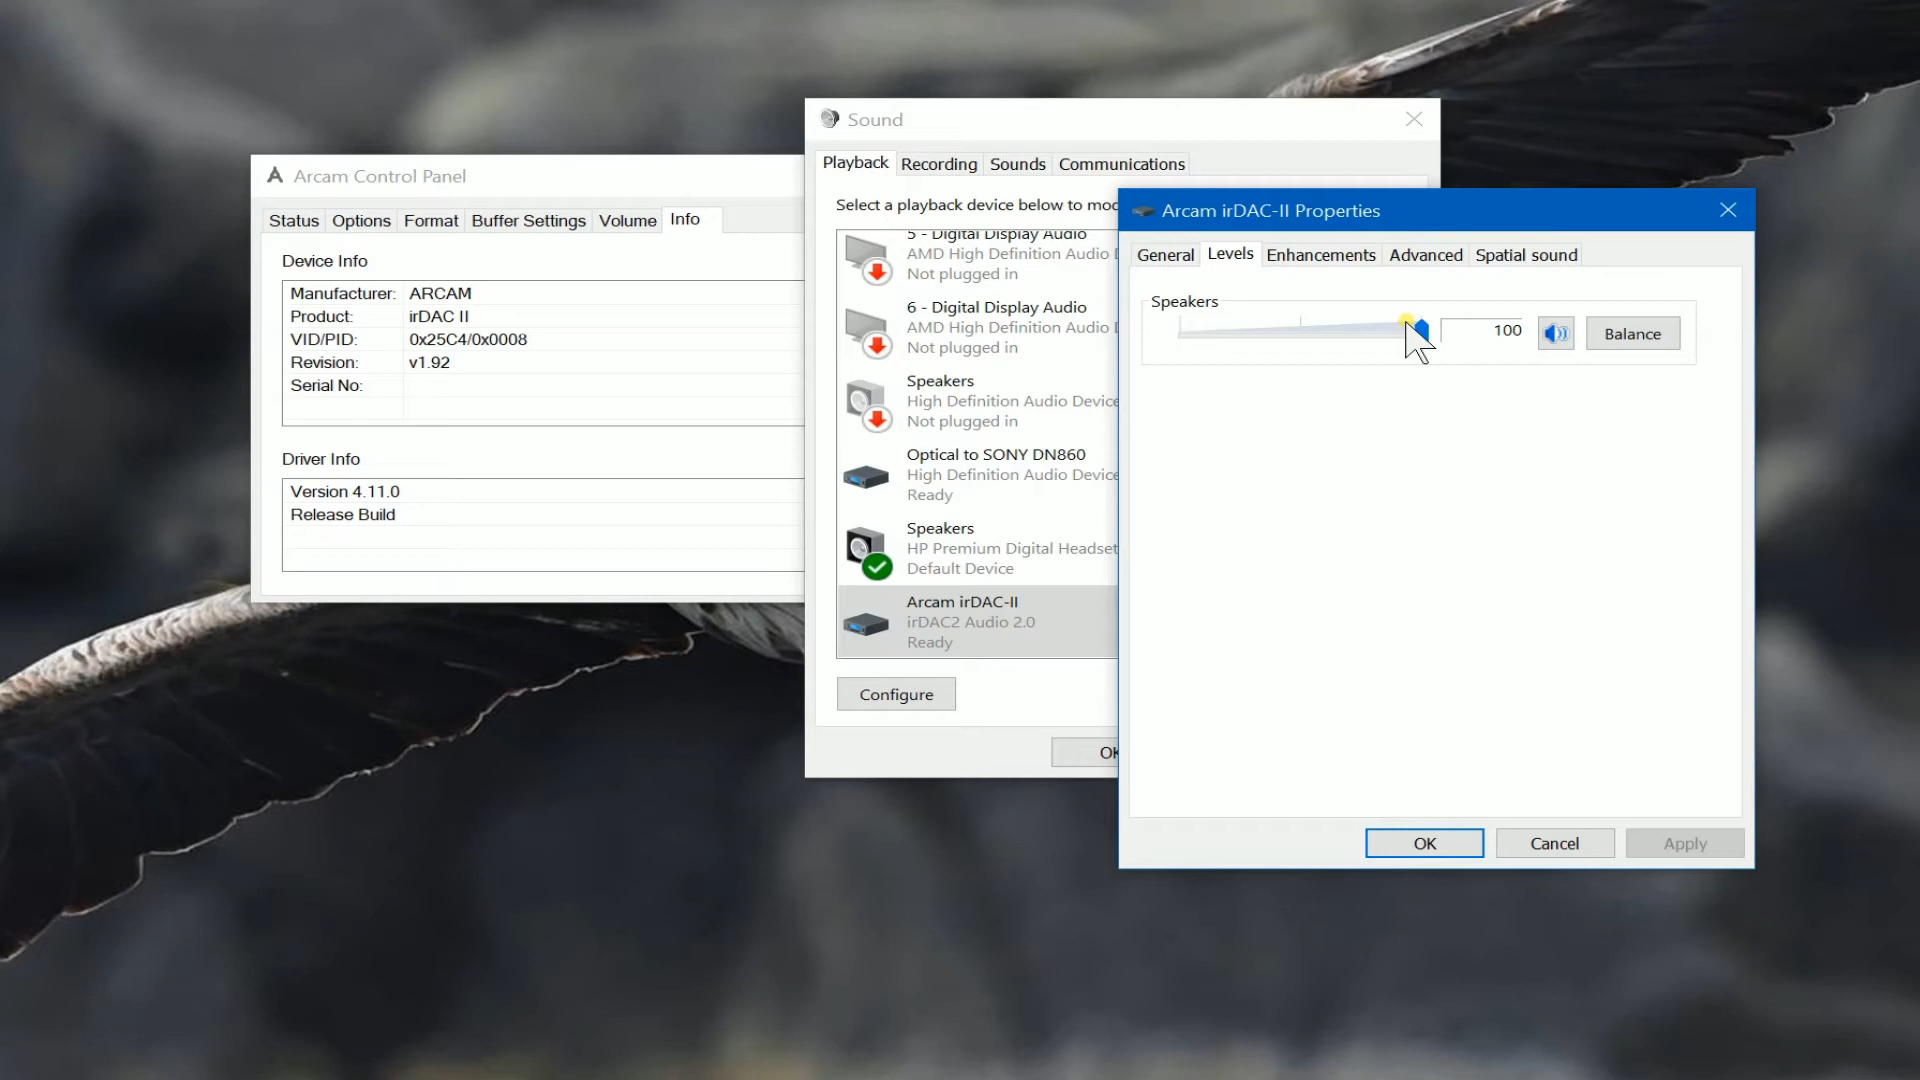 Arcam Control Panel
Status Options Format Buffer Settings Volume Info
Device Info
Manufacturer: ARCAM
Product: irDAC II
VID/PID: 0x25C4/0x0008
Revision: v1.92
Serial No:
Driver Info
Version 4.11.0
Release Build
Sound
Playback Recording Sounds Communications
Select a playback device below to mo
5 - Digital Display Audio
AMD High Definition Audio
Not plugged in
6 - Digital Display Audio
AMD High Definition Audio
Not plugged in
Speakers
High Definition Audio Device
Not plugged in
Optical to SONY DN860
High Definition Audio Device
Ready
Speakers
HP Premium Digital Headset
Default Device
Arcam irDAC-II
irDAC2 Audio 2.0
Ready
Configure
OK
Arcam irDAC-II Properties
General Levels Enhancements Advanced Spatial sound
Speakers
100 Balance
OK Cancel Apply